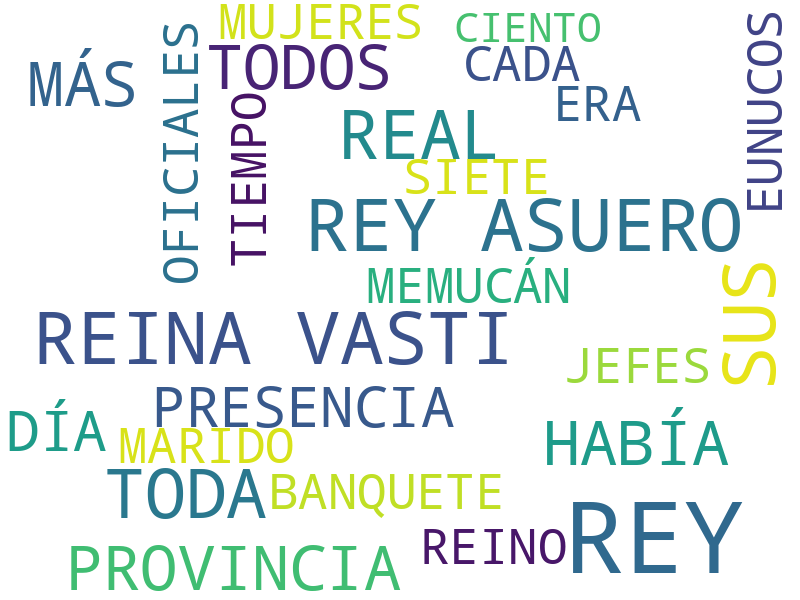 MUJERES
CIENTO
MÁS
OFICIALES
TODOS
CADA
EUNUCOS
ERA
TIEMPO
REAL
SIETE
REY ASUERO
MEMUCÁN
SUS
REINA VASTI
JEFES
PRESENCIA
DÍA
MARIDO
HABÍA
TODA
BANQUETE
REY
REINO
PROVINCIA